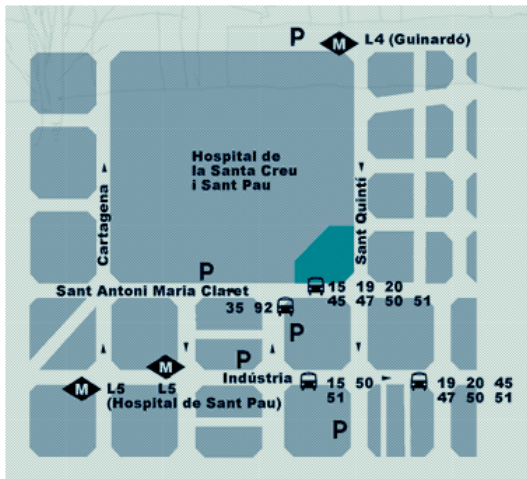 P
M L4 (Guinardó)
Hospital de
la Santa Creu
i Sant Pau
Cartagena
Sant Quintí
P
Sant Antoni Maria Claret
15 19 20
45 47 50 51
35 92
P
P
M
M
L5
L5
(Hospital de Sant Pau)
Indústria
15 50
51
19 20 45
47 50 51
P